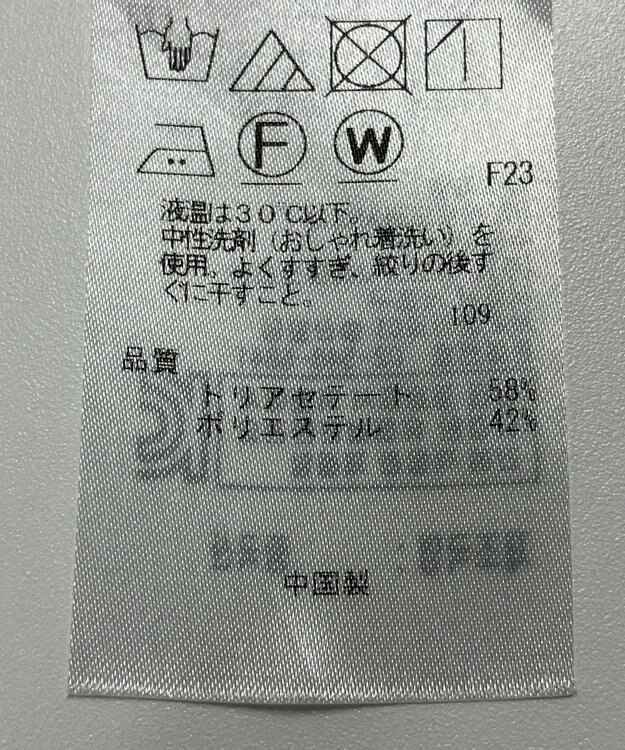 F W
F23
液温は30℃以下。
中性洗剤（おしゃれ着洗い）を
使用。よくすすぎ、絞りの後す
ぐに干すこと。
109
品質
トリアセテート 58%
ポリエステル 42%
中国製